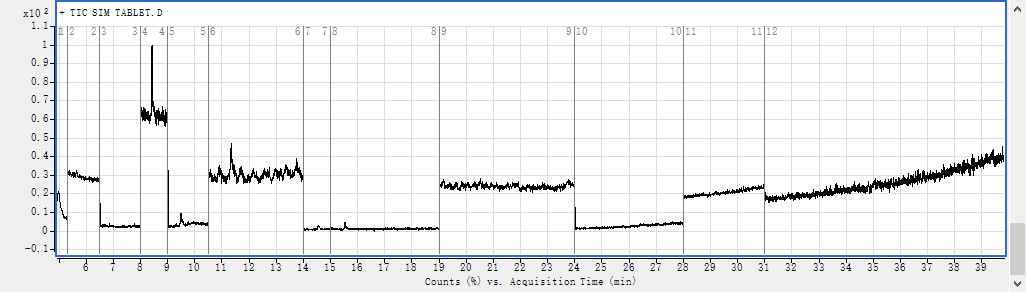 x10 2
+ TIC SIM TABLET.D
1.1
1 2 2 3 3 4 4 5 5 6 6 7 7 8 8 9 9 10 10 11 11 12
1
0.9
0.8
0.7
0.6
0.5
0.4
0.3
0.2
0.1
0
-0.1
6 7 8 9 10 11 12 13 14 15 16 17 18 19 20 21 22 23 24 25 26 27 28 29 30 31 32 33 34 35 36 37 38 39
Counts (%) vs. Acquisition Time (min)